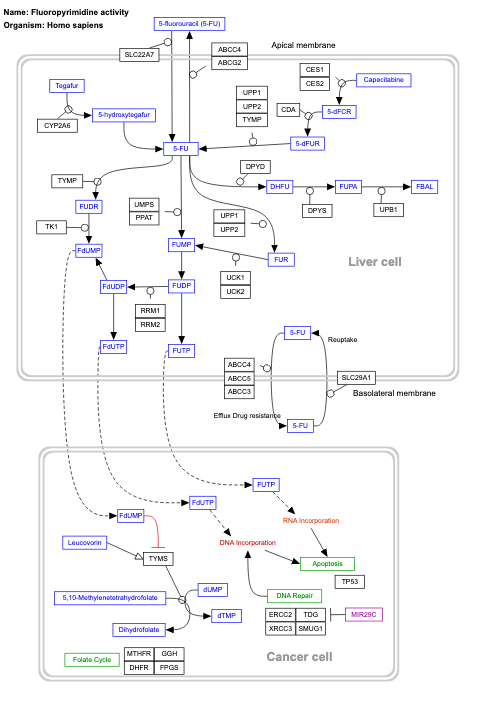 Name: Fluoropyrimidine activity
Organism: Homo sapiens
5-fluorouracil (5-FU)
SLC22A7
ABCC4
ABCG2
Apical membrane
Tegafur
CYP2A6
5-hydroxytegafur
UPP1
UPP2
TYMP
CES1
CES2
Capecitabine
CDA
5-dFCR
5-dFUR
5-FU
TYMP
DPYD
DHFU
FUPA
FBAL
DPYS
UPB1
FUDR
UMPS
PPAT
UPP1
UPP2
TK1
FdUMP
FUMP
FUR
Liver cell
UCK1
UCK2
FdUDP
FUDP
RRM1
RRM2
FdUTP
FUTP
5-FU
Reuptake
ABCC4
ABCC5
ABCC3
SLC29A1
Basolateral membrane
Efflux Drug resistance
5-FU
FUTP
FdUTP
FdUMP
RNA Incorporation
DNA Incorporation
Leucovorin
TYMS
Apoptosis
TP53
5,10-Methylenetetrahydrofolate
dUMP
DNA Repair
dTMP
ERCC2
TDG
XRCC3
SMUG1
MIR29C
Dihydrofolate
Folate Cycle
MTHFR
GGH
DHFR
FPGS
Cancer cell